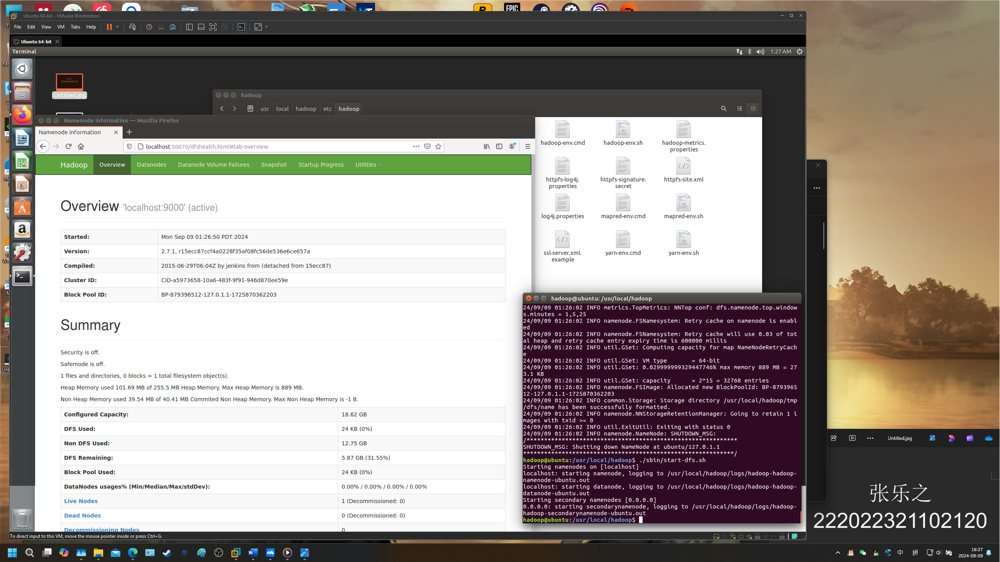 Ubuntu 64-bit - VMware Workstation
File Edit View VM Tabs Help
Ubuntu 64-bit
Terminal
1:27 AM
张乐之
222022321102120
Untitled.jpg
hadoop
usr local hadoop etc hadoop
Namenode information — Mozilla Firefox
Namenode information
localhost:50070/dfshealth.html#tab-overview
Hadoop Overview Datanodes Datanode Volume Failures Snapshot Startup Progress Utilities
Overview 'localhost:9000' (active)
Started: Mon Sep 09 01:26:50 PDT 2024
Version: 2.7.1, r15ecc87ccf4a0228f35af08fc56de536e6ce657a
Compiled: 2015-06-29T06:04Z by jenkins from (detached from 15ecc87)
Cluster ID: CID-a5973658-10a6-483f-9f91-946d870ee59e
Block Pool ID: BP-879396512-127.0.1.1-1725870362203
Summary
Security is off.
Safemode is off.
1 files and directories, 0 blocks = 1 total filesystem object(s).
Heap Memory used 101.69 MB of 255.5 MB Heap Memory. Max Heap Memory is 889 MB.
Non Heap Memory used 39.54 MB of 40.41 MB Commited Non Heap Memory. Max Non Heap Memory is -1 B.
Configured Capacity: 18.62 GB
DFS Used: 24 KB (0%)
Non DFS Used: 12.75 GB
DFS Remaining: 5.87 GB (31.55%)
Block Pool Used: 24 KB (0%)
DataNodes usages% (Min/Median/Max/stdDev): 0.00% / 0.00% / 0.00% / 0.00%
Live Nodes 1 (Decommissioned: 0)
Dead Nodes 0 (Decommissioned: 0)
Decommissioning Nodes 0
hadoop-env.cmd hadoop-env.sh hadoop-metrics.
properties
httpfs-log4j. httpfs-signature. httpfs-site.xml
properties secret
log4j.properties mapred-env.cmd mapred-env.sh
ssl-server.xml. yarn-env.cmd yarn-env.sh
example
hadoop@ubuntu: /usr/local/hadoop
24/09/09 01:26:02 INFO metrics.TopMetrics: NNTop conf: dfs.namenode.top.window
s.minutes = 1,5,25
24/09/09 01:26:02 INFO namenode.FSNamesystem: Retry cache on namenode is enabl
ed
24/09/09 01:26:02 INFO namenode.FSNamesystem: Retry cache will use 0.03 of tot
al heap and retry cache entry expiry time is 600000 millis
24/09/09 01:26:02 INFO util.GSet: Computing capacity for map NameNodeRetryCach
e
24/09/09 01:26:02 INFO util.GSet: VM type = 64-bit
24/09/09 01:26:02 INFO util.GSet: 0.029999999329447746% max memory 889 MB = 27
3.1 KB
24/09/09 01:26:02 INFO util.GSet: capacity = 2^15 = 32768 entries
24/09/09 01:26:02 INFO namenode.FSImage: Allocated new BlockPoolId: BP-8793965
12-127.0.1.1-1725870362203
24/09/09 01:26:02 INFO common.Storage: Storage directory /usr/local/hadoop/tmp
/dfs/name has been successfully formatted.
24/09/09 01:26:02 INFO namenode.NNStorageRetentionManager: Going to retain 1 i
mages with txid >= 0
24/09/09 01:26:02 INFO util.ExitUtil: Exiting with status 0
24/09/09 01:26:02 INFO namenode.NameNode: SHUTDOWN_MSG:
/************************************************************
SHUTDOWN_MSG: Shutting down NameNode at ubuntu/127.0.1.1
************************************************************/
hadoop@ubuntu:/usr/local/hadoop$ ./sbin/start-dfs.sh
Starting namenodes on [localhost]
localhost: starting namenode, logging to /usr/local/hadoop/logs/hadoop-hadoop-
namenode-ubuntu.out
localhost: starting datanode, logging to /usr/local/hadoop/logs/hadoop-hadoop-
datanode-ubuntu.out
Starting secondary namenodes [0.0.0.0]
0.0.0.0: starting secondarynamenode, logging to /usr/local/hadoop/logs/hadoop-
hadoop-secondarynamenode-ubuntu.out
hadoop@ubuntu:/usr/local/hadoop$
Untitled.jpg
张乐之
222022321102120
To direct input to this VM, move the mouse pointer inside or press Ctrl+G.
中 拼
16:27
2024-09-09